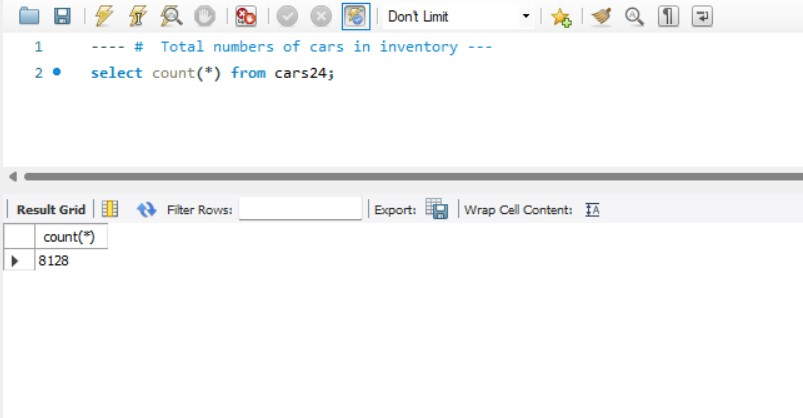 Don't Limit
1 ---- # Total numbers of cars in inventory ---
2 select count(*) from cars24;
Result Grid Filter Rows: Export: Wrap Cell Content: IA
count(*)
8128